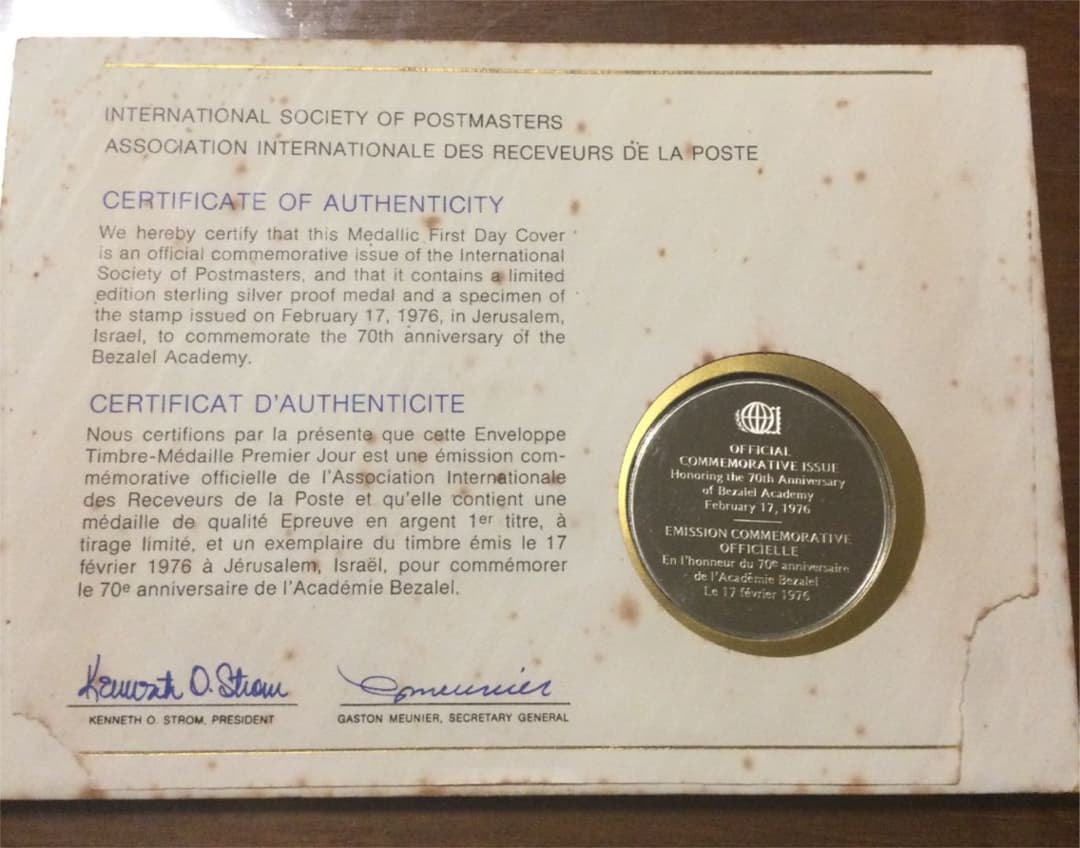 INTERNATIONAL SOCIETY OF POSTMASTERS
ASSOCIATION INTERNATIONALE DES RECEVEURS DE LA POSTE
CERTIFICATE OF AUTHENTICITY
We hereby certify that this Medallic First Day Cover
is an official commemorative issue of the International
Society of Postmasters, and that it contains a limited
edition sterling silver proof medal and a specimen of
the stamp issued on February 17, 1976, in Jerusalem,
Israel, to commemorate the 70th anniversary of the
Bezalel Academy.
CERTIFICAT D'AUTHENTICITE
Nous certifions par la présente que cette Enveloppe
Timbre-Médaille Premier Jour est une émission com-
mémorative officielle de l'Association Internationale
des Receveurs de la Poste et qu'elle contient une
médaille de qualité Epreuve en argent 1er titre, à
tirage limité, et un exemplaire du timbre émis le 17
février 1976 à Jérusalem, Israël, pour commémorer
le 70e anniversaire de l'Académie Bezalel.
Kenneth O. Strom
KENNETH O. STROM, PRESIDENT
G Meunier
GASTON MEUNIER, SECRETARY GENERAL
OFFICIAL
COMMEMORATIVE ISSUE
Honoring the 70th Anniversary
of Bezalel Academy
February 17, 1976
EMISSION COMMEMORATIVE
OFFICIELLE
En l'honneur du 70e anniversaire
de l'Académie Bezalel
Le 17 février 1976